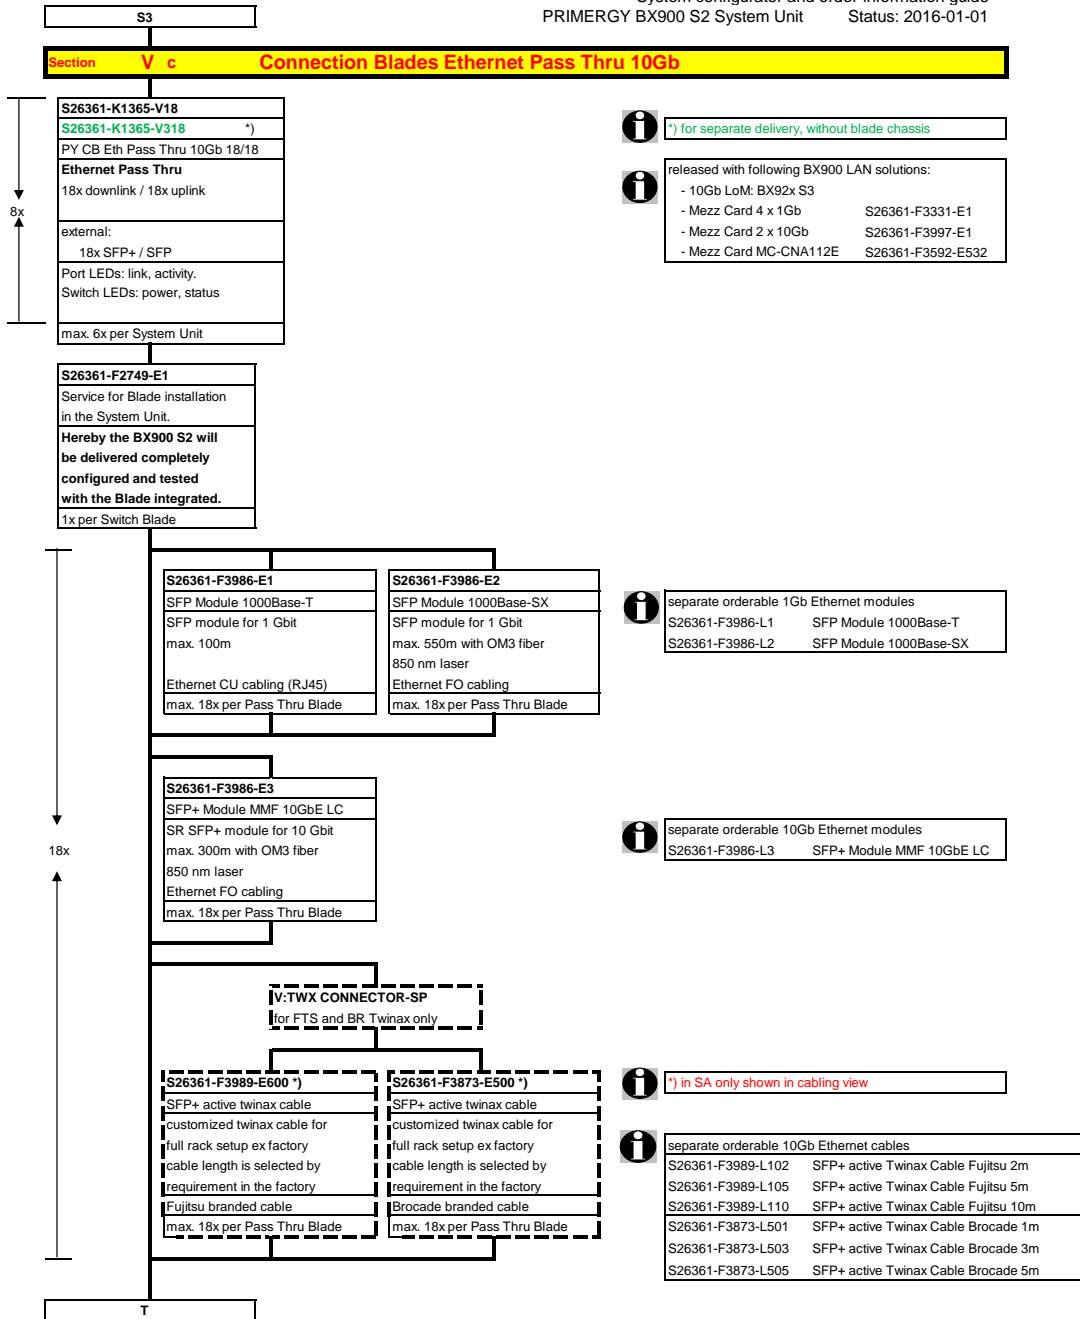 System configurator and order information guide
PRIMERGY BX900 S2 System Unit Status: 2016-01-01
S3
Section V c Connection Blades Ethernet Pass Thru 10Gb
S26361-K1365-V18
S26361-K1365-V318 *)
PY CB Eth Pass Thru 10Gb 18/18
Ethernet Pass Thru
18x downlink / 18x uplink
external:
18x SFP+ / SFP
Port LEDs: link, activity.
Switch LEDs: power, status
max. 6x per System Unit
8x
*) for separate delivery, without blade chassis
released with following BX900 LAN solutions:
- 10Gb LoM: BX92x S3
- Mezz Card 4 x 1Gb S26361-F3331-E1
- Mezz Card 2 x 10Gb S26361-F3997-E1
- Mezz Card MC-CNA112E S26361-F3592-E532
S26361-F2749-E1
Service for Blade installation
in the System Unit.
Hereby the BX900 S2 will
be delivered completely
configured and tested
with the Blade integrated.
1x per Switch Blade
S26361-F3986-E1
SFP Module 1000Base-T
SFP module for 1 Gbit
max. 100m
Ethernet CU cabling (RJ45)
max. 18x per Pass Thru Blade
S26361-F3986-E2
SFP Module 1000Base-SX
SFP module for 1 Gbit
max. 550m with OM3 fiber
850 nm laser
Ethernet FO cabling
max. 18x per Pass Thru Blade
separate orderable 1Gb Ethernet modules
S26361-F3986-L1 SFP Module 1000Base-T
S26361-F3986-L2 SFP Module 1000Base-SX
S26361-F3986-E3
SFP+ Module MMF 10GbE LC
SR SFP+ module for 10 Gbit
max. 300m with OM3 fiber
850 nm laser
Ethernet FO cabling
max. 18x per Pass Thru Blade
18x
separate orderable 10Gb Ethernet modules
S26361-F3986-L3 SFP+ Module MMF 10GbE LC
V:TWX CONNECTOR-SP
for FTS and BR Twinax only
S26361-F3989-E600 *)
SFP+ active twinax cable
customized twinax cable for
full rack setup ex factory
cable length is selected by
requirement in the factory
Fujitsu branded cable
max. 18x per Pass Thru Blade
S26361-F3873-E500 *)
SFP+ active twinax cable
customized twinax cable for
full rack setup ex factory
cable length is selected by
requirement in the factory
Brocade branded cable
max. 18x per Pass Thru Blade
*) in SA only shown in cabling view
separate orderable 10Gb Ethernet cables
S26361-F3989-L102 SFP+ active Twinax Cable Fujitsu 2m
S26361-F3989-L105 SFP+ active Twinax Cable Fujitsu 5m
S26361-F3989-L110 SFP+ active Twinax Cable Fujitsu 10m
S26361-F3873-L501 SFP+ active Twinax Cable Brocade 1m
S26361-F3873-L503 SFP+ active Twinax Cable Brocade 3m
S26361-F3873-L505 SFP+ active Twinax Cable Brocade 5m
T